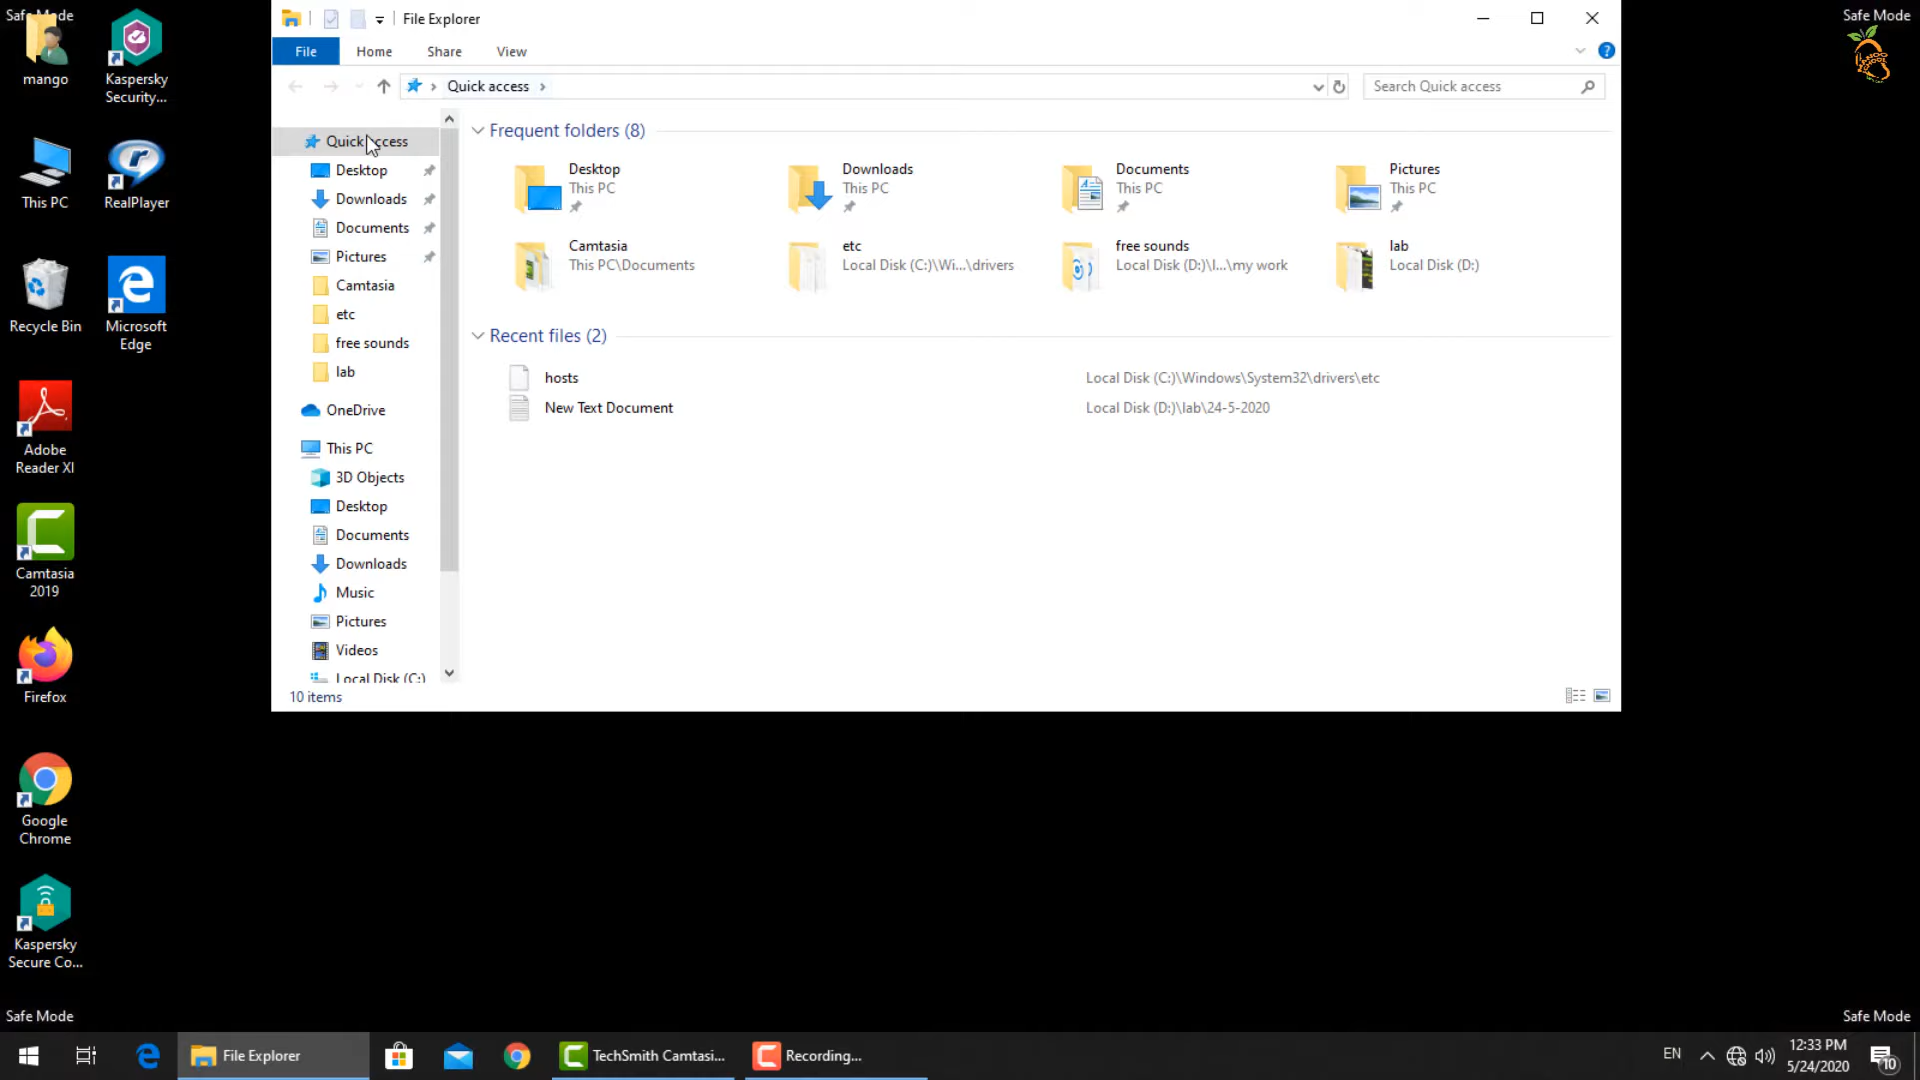 Safe Mode
Safe Mode
mango
Kaspersky
Security...
This PC
RealPlayer
Recycle Bin
Microsoft
Edge
Adobe
Reader XI
Camtasia
2019
Firefox
Google
Chrome
Kaspersky
Secure Co...
Safe Mode
Safe Mode
File Explorer
File
Home
Share
View
Quick access
Search Quick access
Quick access
Desktop
Downloads
Documents
Pictures
Camtasia
etc
free sounds
lab
OneDrive
This PC
3D Objects
Desktop
Documents
Downloads
Music
Pictures
Videos
Local Disk (C:)
Frequent folders (8)
Desktop
This PC
Downloads
This PC
Documents
This PC
Pictures
This PC
Camtasia
This PC\Documents
etc
Local Disk (C:)\Wi...\drivers
free sounds
Local Disk (D:)\l...\my work
lab
Local Disk (D:)
Recent files (2)
hosts
Local Disk (C:)\Windows\System32\drivers\etc
New Text Document
Local Disk (D:)\lab\24-5-2020
10 items
File Explorer
TechSmith Camtasi...
Recording...
EN
12:33 PM
5/24/2020
10